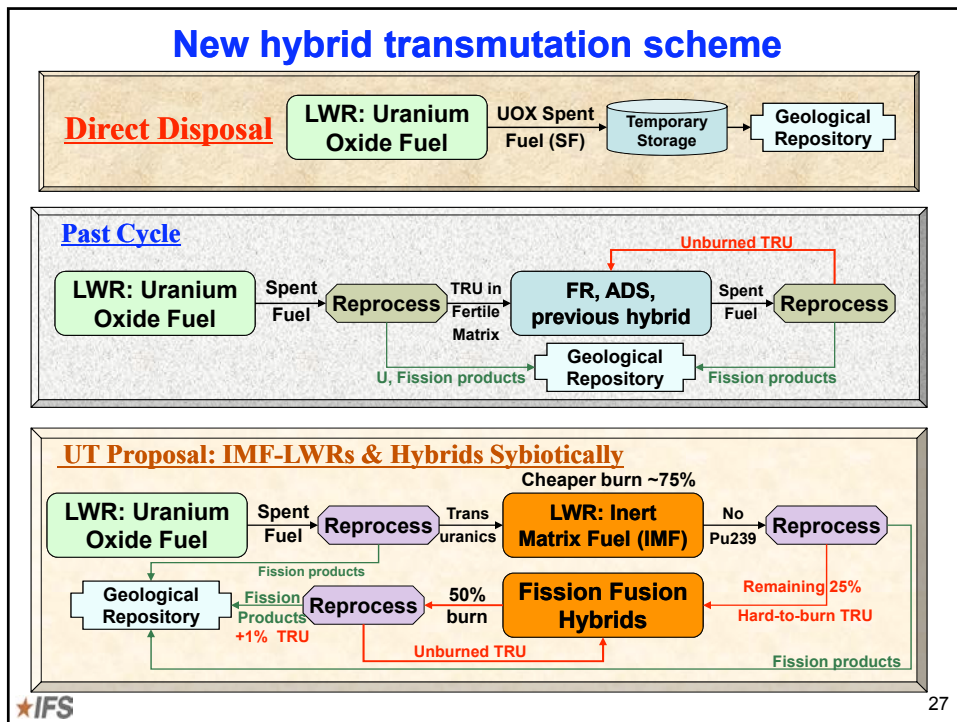 New hybrid transmutation scheme
Direct Disposal
LWR: Uranium
Oxide Fuel
UOX Spent
Fuel (SF)
Temporary
Storage
Geological
Repository
Past Cycle
Unburned TRU
LWR: Uranium
Oxide Fuel
Spent
Fuel
Reprocess
TRU in
Fertile
Matrix
FR, ADS,
previous hybrid
Spent
Fuel
Reprocess
U, Fission products
Geological
Repository
Fission products
UT Proposal: IMF-LWRs & Hybrids Sybiotically
Cheaper burn ~75%
LWR: Uranium
Oxide Fuel
Spent
Fuel
Reprocess
Trans
uranics
LWR: Inert
Matrix Fuel (IMF)
No
Pu239
Reprocess
Fission products
Geological
Repository
Fission
Products
+1% TRU
Reprocess
50%
burn
Fission Fusion
Hybrids
Remaining 25%
Hard-to-burn TRU
Unburned TRU
Fission products
IFS
27